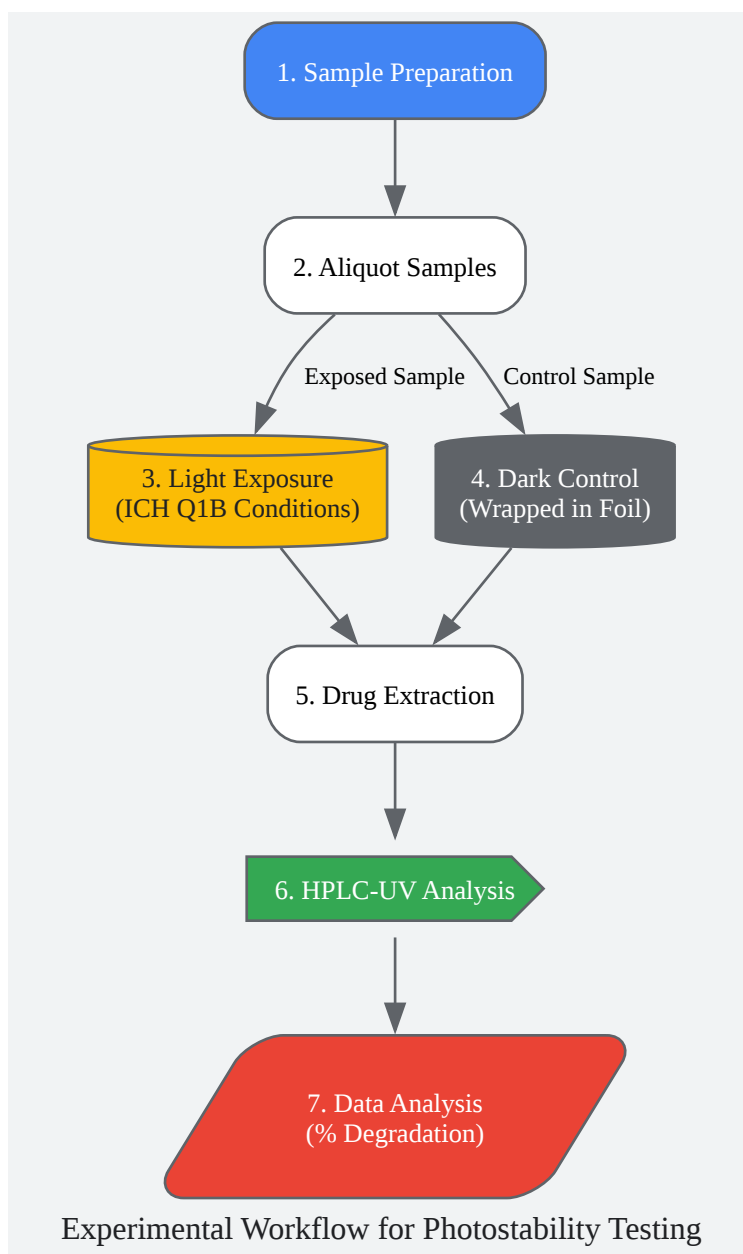 1. Sample Preparation
2. Aliquot Samples
Exposed Sample
Control Sample
3. Light Exposure
(ICH Q1B Conditions)
4. Dark Control
(Wrapped in Foil)
5. Drug Extraction
6. HPLC-UV Analysis
7. Data Analysis
(% Degradation)
Experimental Workflow for Photostability Testing